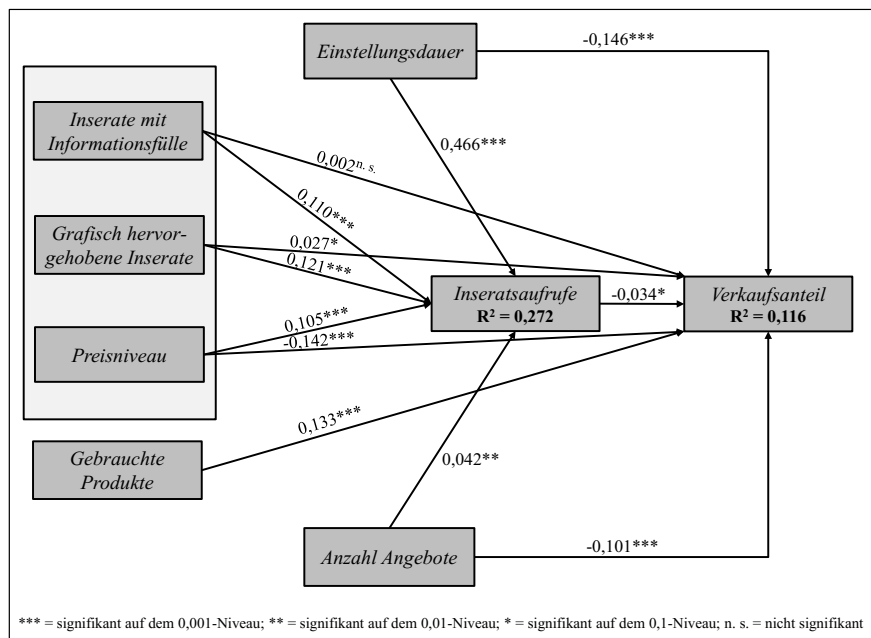 Einstellungsdauer
-0,146***
Inserate mit
Informationsfülle
0,466***
0,002n. s.
0,110***
Grafisch hervor-
gehobene Inserate
0,027*
0,121***
Inseratsaufrufe
R² = 0,272
-0,034*
Verkaufsanteil
R² = 0,116
Preisniveau
0,105***
-0,142***
0,133***
Gebrauchte
Produkte
0,042**
Anzahl Angebote
-0,101***
*** = signifikant auf dem 0,001-Niveau; ** = signifikant auf dem 0,01-Niveau; * = signifikant auf dem 0,1-Niveau; n. s. = nicht signifikant